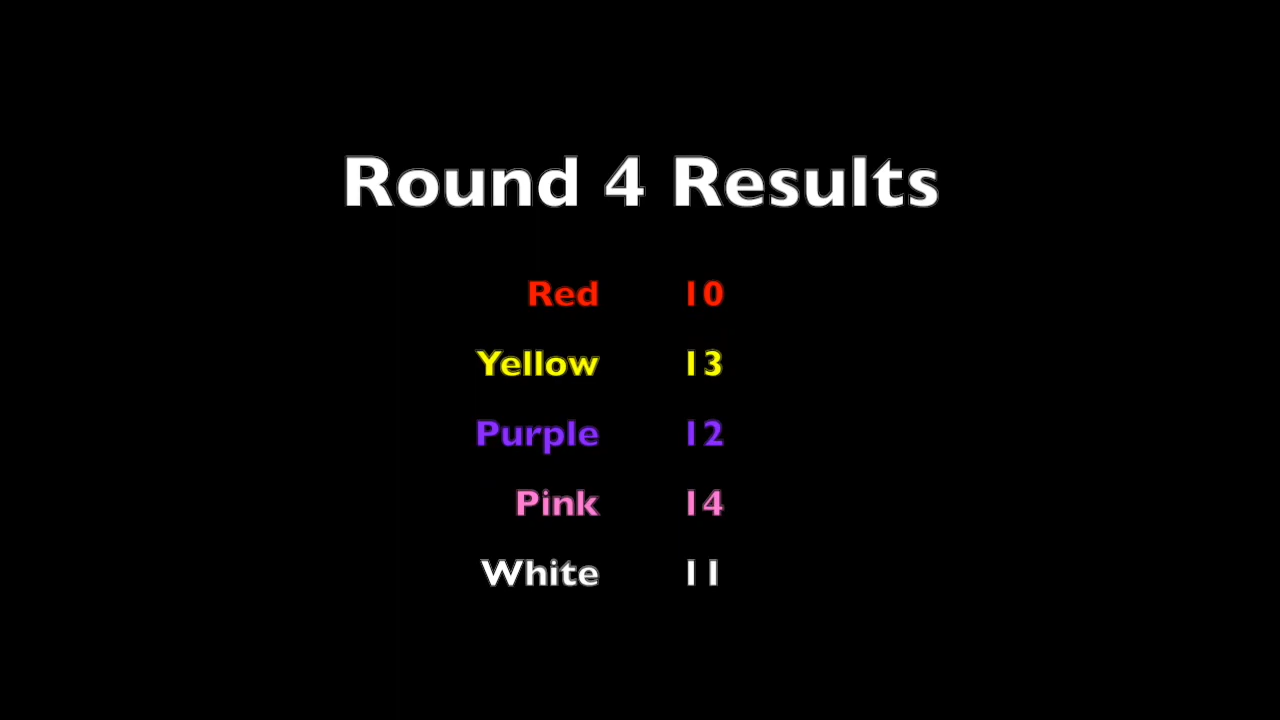 Round 4 Results
Red 10
Yellow 13
Purple 12
Pink 14
White 11